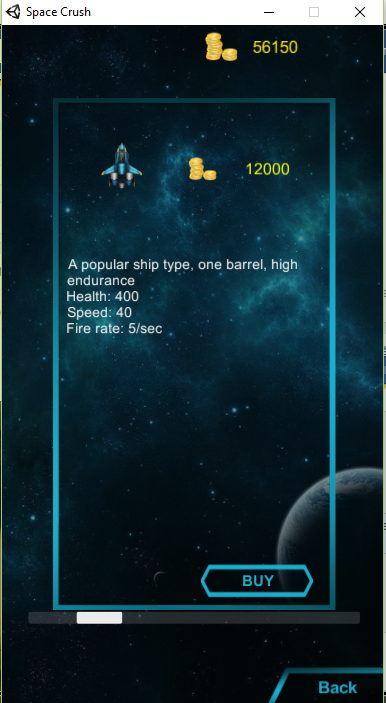 Space Crush
56150
12000
A popular ship type, one barrel, high
endurance
Health: 400
Speed: 40
Fire rate: 5/sec
BUY
Back